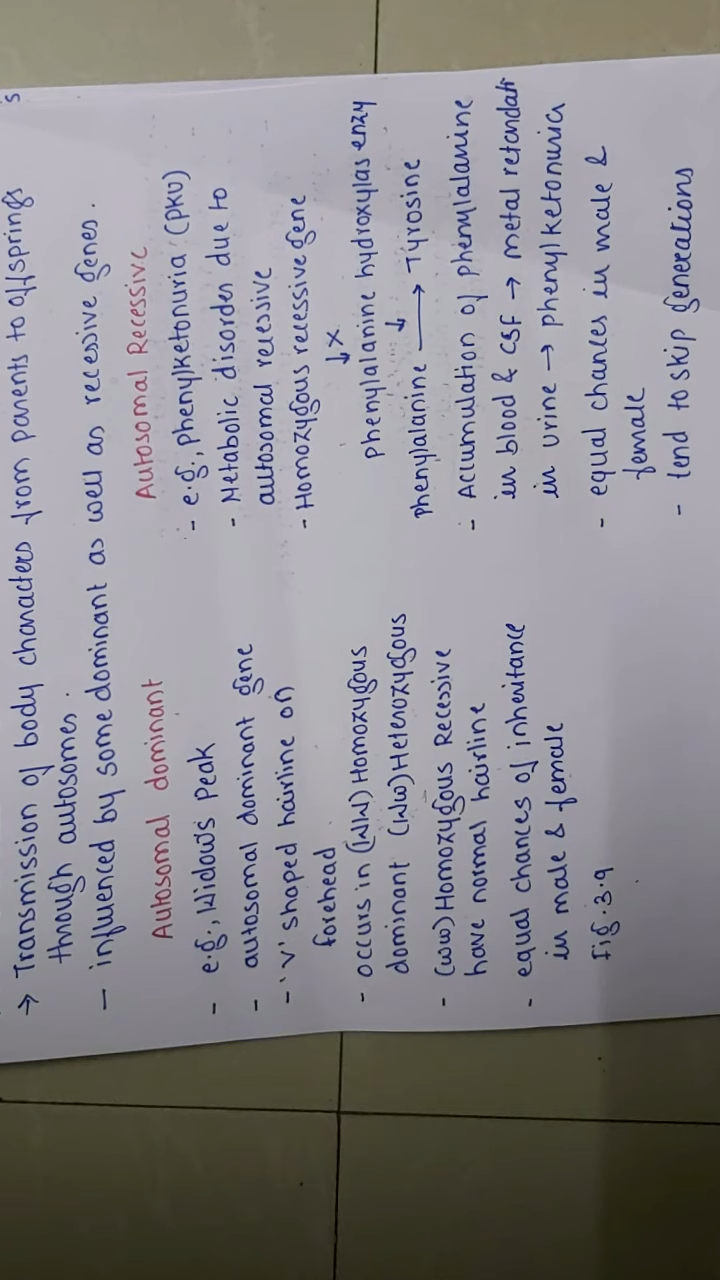 s
→ Transmission of body characters from parents to offsprings
through autosomes.
- influenced by some dominant as well as recessive genes.
Autosomal dominant
- e.g., Widow's Peak
- autosomal dominant gene
- 'v' shaped hairline on
forehead
- occurs in (WW) Homozygous
dominant (Ww) Heterozygous
- (ww) Homozygous Recessive
have normal hairline
- equal chances of inheritance
in male & female
Fig. 3.9
Autosomal Recessive
- e.g., phenylketonuria (PKU)
- Metabolic disorder due to
autosomal recessive
- Homozygous recessive gene
↓x
phenylalanine hydroxylas enzy
↓
phenylalanine → Tyrosine
- Accumulation of phenylalanine
in blood & CSF → metal retardati
in urine → phenylketonuria
- equal chances in male &
female
- tend to skip generations